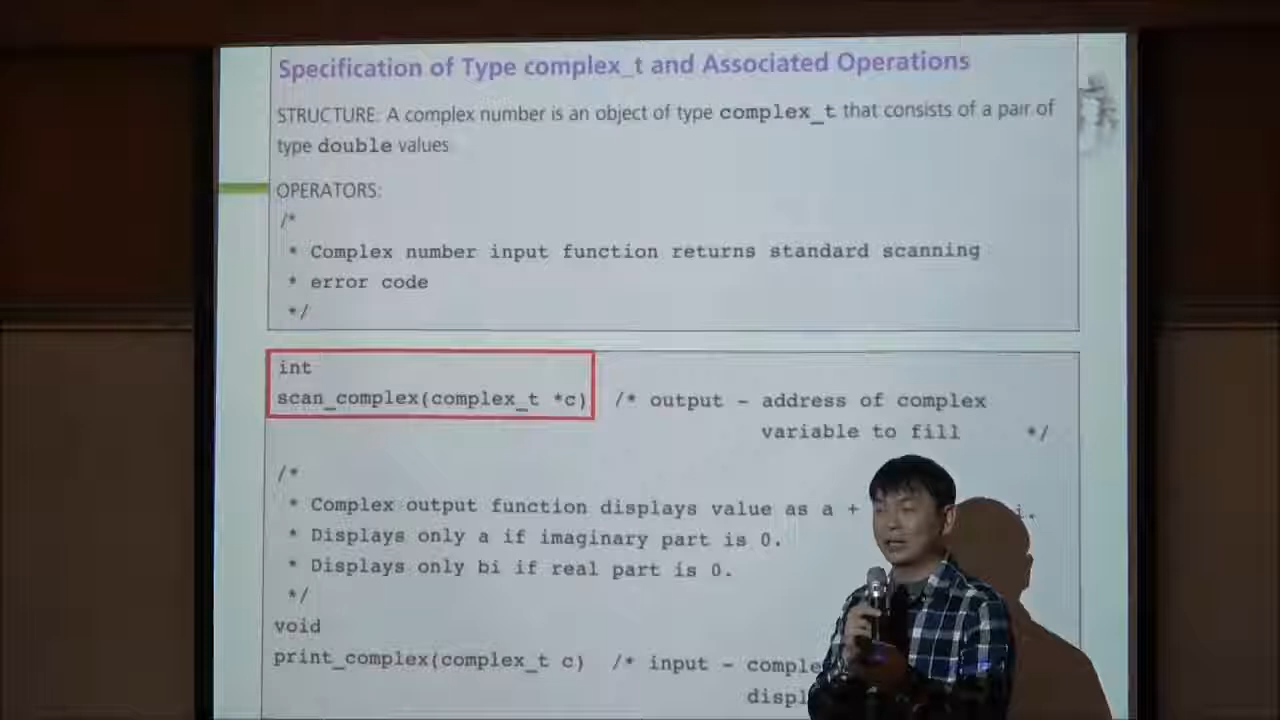 Specification of Type complex_t and Associated Operations
STRUCTURE: A complex number is an object of type complex_t that consists of a pair of
type double values
OPERATORS:
/*
* Complex number input function returns standard scanning
* error code
*/
int
scan_complex(complex_t *c) /* output – address of complex
variable to fill */
/*
* Complex output function displays value as a + i.
* Displays only a if imaginary part is 0.
* Displays only bi if real part is 0.
*/
void
print_complex(complex_t c) /* input – comple
displ